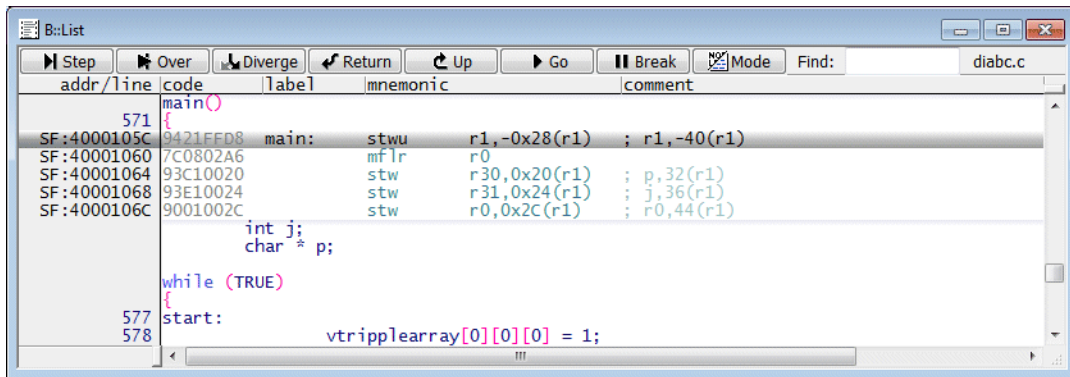 B::List
Step Over Diverge Return Up Go Break Mode Find: diabc.c
addr/line code label mnemonic comment
main()
571 {
SF:4000105C 9421FFD8 main: stwu r1,-0x28(r1) ; r1,-40(r1)
SF:40001060 7C0802A6 mflr r0
SF:40001064 93C10020 stw r30,0x20(r1) ; p,32(r1)
SF:40001068 93E10024 stw r31,0x24(r1) ; j,36(r1)
SF:4000106C 9001002C stw r0,0x2C(r1) ; r0,44(r1)
int j;
char * p;
while (TRUE)
{
577 start:
578 vtripplearray[0][0][0] = 1;